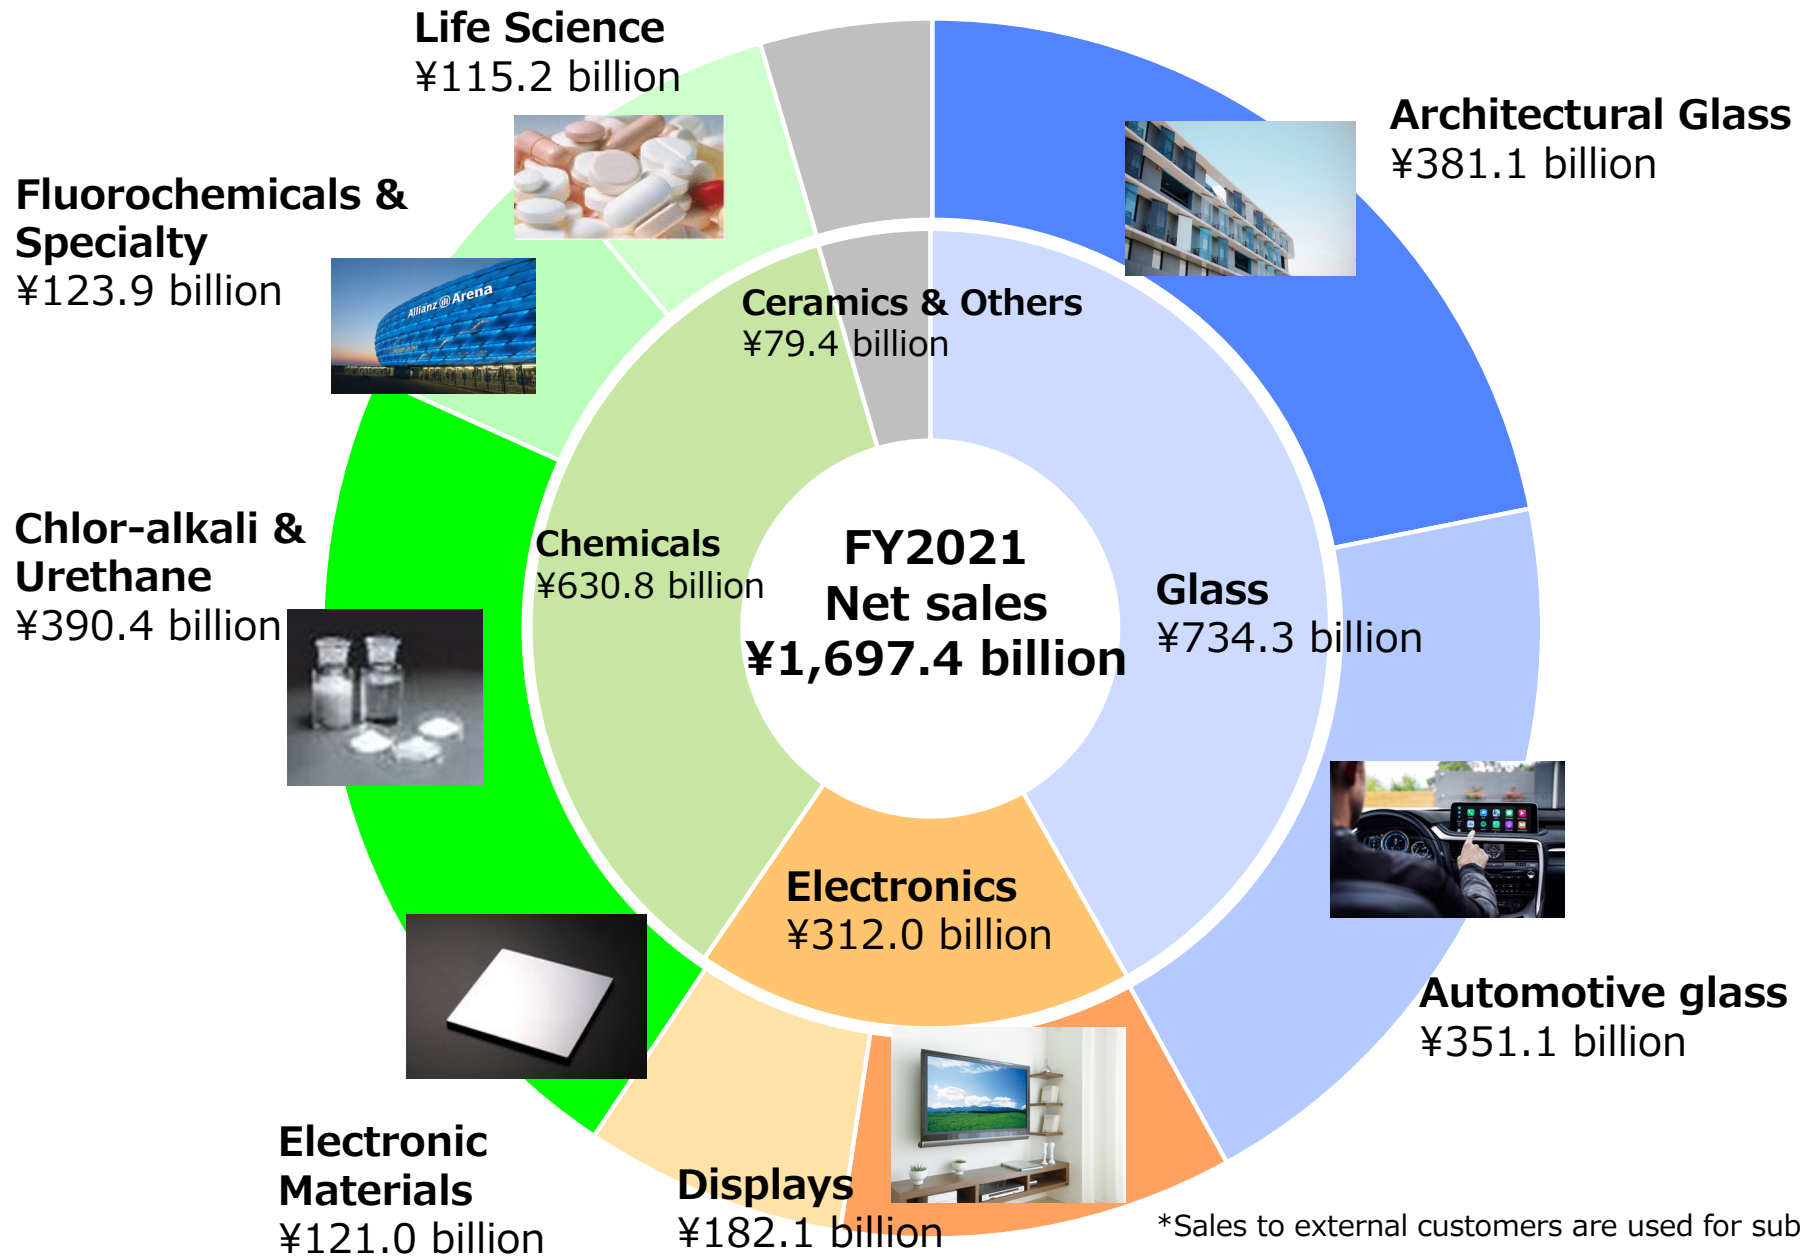 Life Science
¥115.2 billion
Architectural Glass
¥381.1 billion
Fluorochemicals &
Specialty
¥123.9 billion
Allianz Arena
Ceramics & Others
¥79.4 billion
Chlor-alkali &
Urethane
¥390.4 billion
Chemicals
¥630.8 billion
FY2021
Net sales
¥1,697.4 billion
Glass
¥734.3 billion
Electronics
¥312.0 billion
Automotive glass
¥351.1 billion
Electronic
Materials
¥121.0 billion
Displays
¥182.1 billion
*Sales to external customers are used for sub